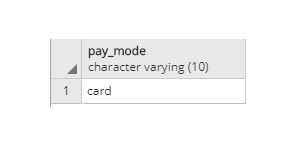 pay_mode
character varying (10)
1 card